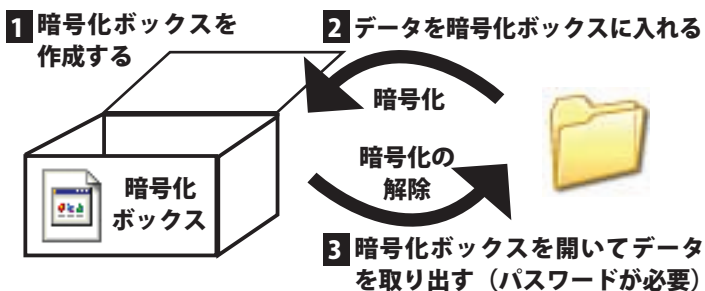 1 暗号化ボックスを
作成する
2 データを暗号化ボックスに入れる
暗号化
暗号化の
解除
暗号化
ボックス
3 暗号化ボックスを開いてデータ
を取り出す（パスワードが必要）